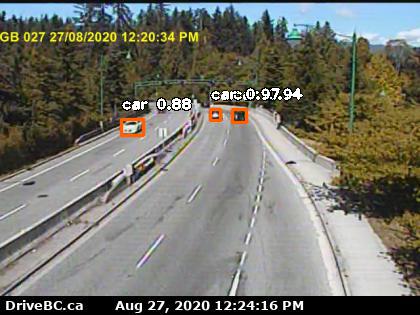 GB 027 27/08/2020 12:20:34 PM
car 0.88
car 0.97
.94
DriveBC.ca Aug 27, 2020 12:24:16 PM